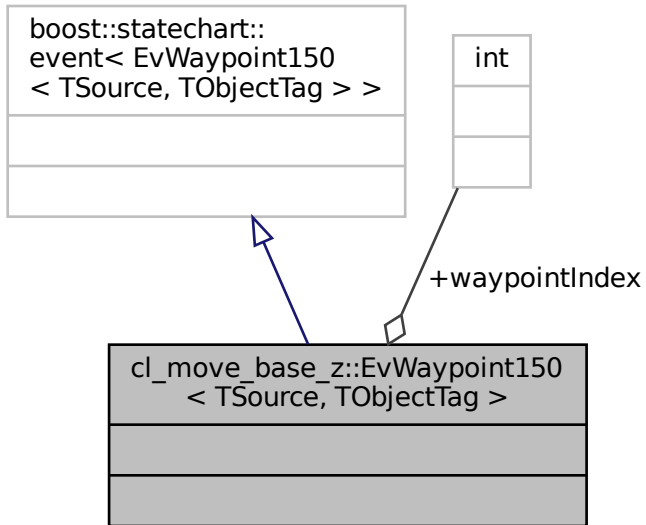 boost::statechart::
event< EvWaypoint150
< TSource, TObjectTag > >
int
+waypointIndex
cl_move_base_z::EvWaypoint150
< TSource, TObjectTag >